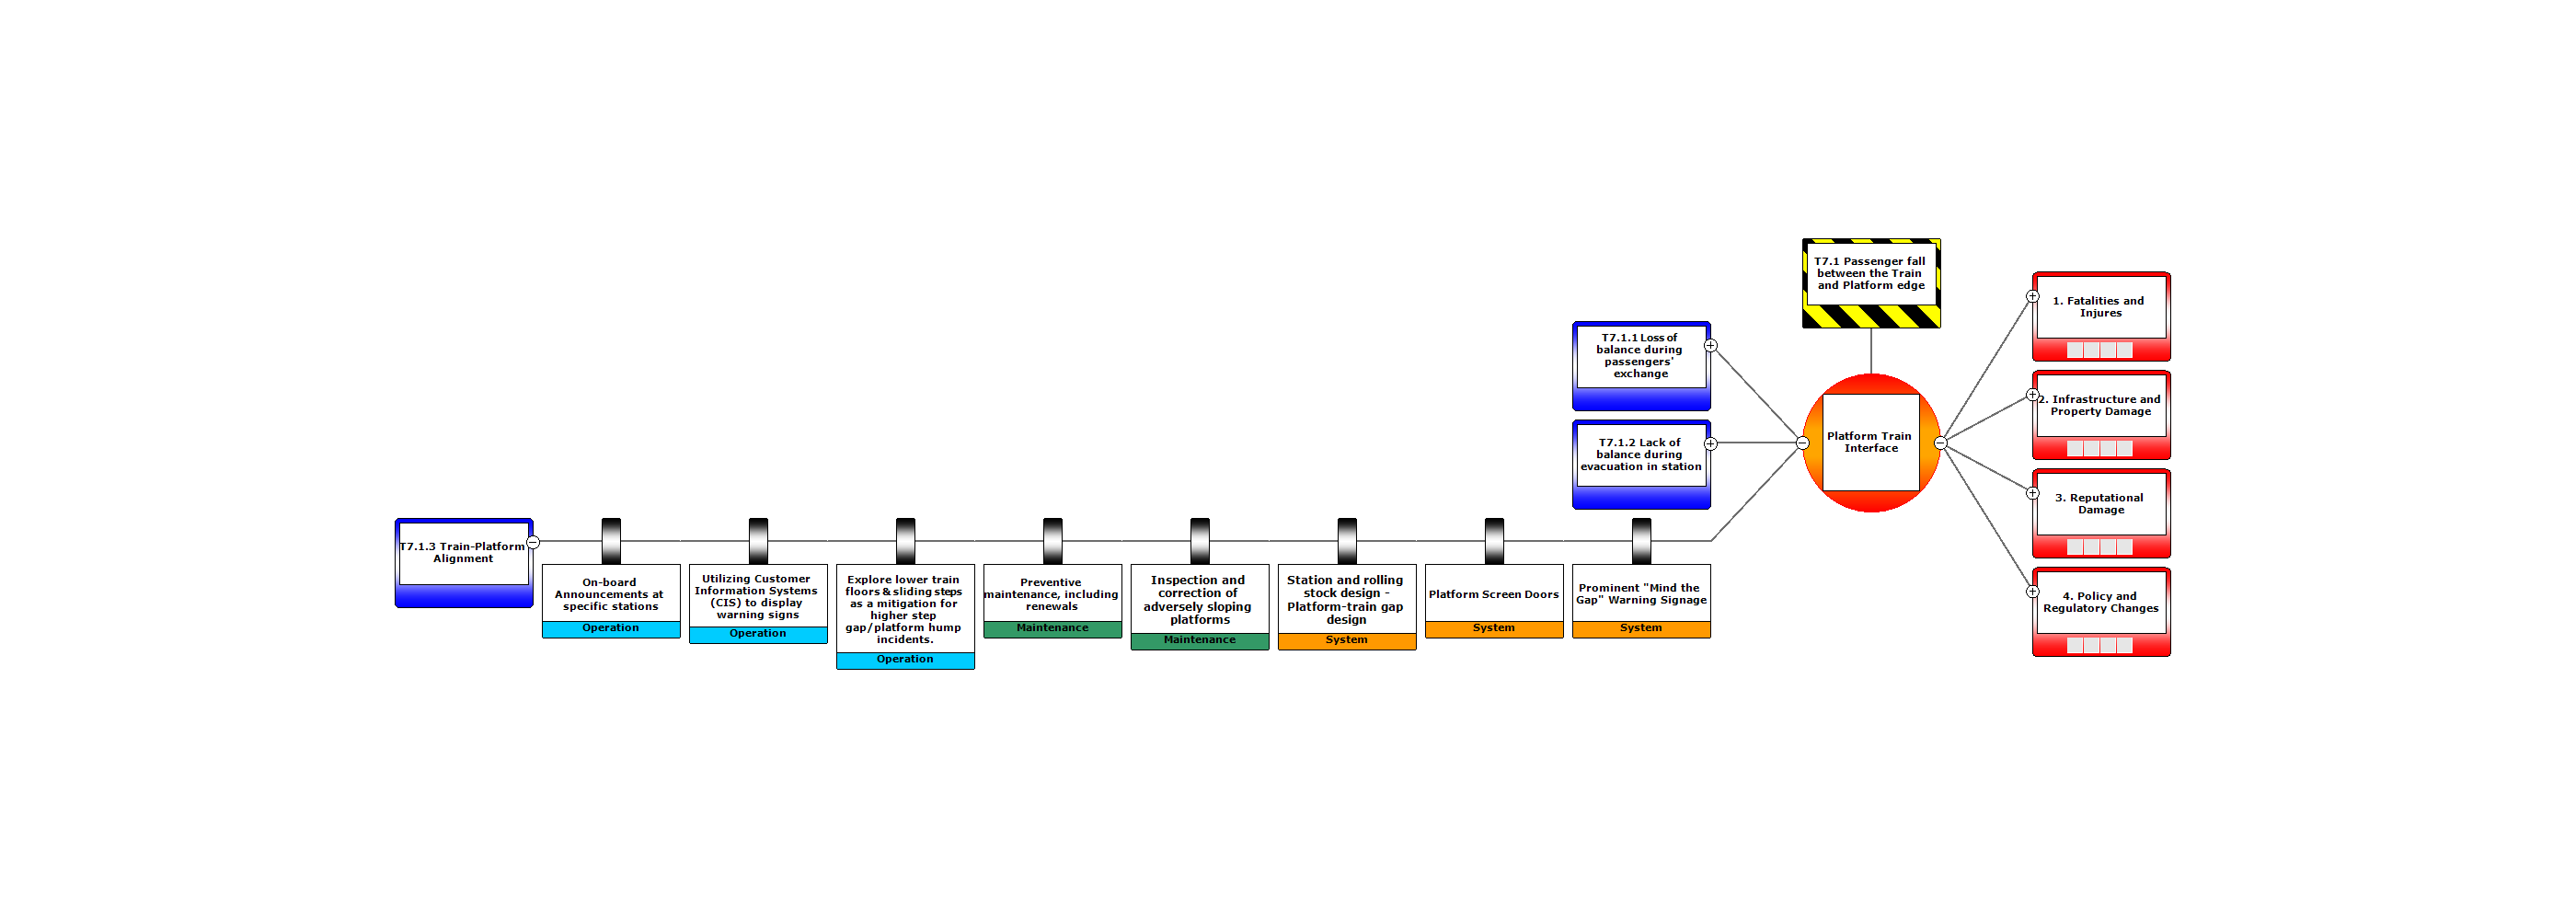 T7.1 Passenger fall
between the Train
and Platform edge
1. Fatalities and
Injures
T7.1.1 Loss of
balance during
passengers'
exchange
2. Infrastructure and
Property Damage
Platform Train
Interface
T7.1.2 Lack of
balance during
evacuation in station
3. Reputational
Damage
T7.1.3 Train-Platform
Alignment
On-board
Announcements at
specific stations
Operation
Utilizing Customer
Information Systems
(CIS) to display
warning signs
Operation
Explore lower train
floors & sliding steps
as a mitigation for
higher step
gap/platform hump
incidents.
Operation
Preventive
maintenance, including
renewals
Maintenance
Inspection and
correction of
adversely sloping
platforms
Maintenance
Station and rolling
stock design -
Platform-train gap
design
System
Platform Screen Doors
System
Prominent "Mind the
Gap" Warning Signage
System
4. Policy and
Regulatory Changes